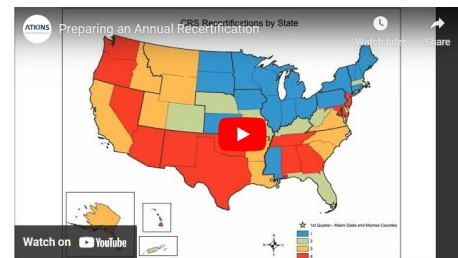 ATKINS
Preparing an Annual Recertification
CRS Recertifications by State
Watch later
Share
1st Quarter - Miami Dade and Monroe Counties
1
2
3
4
Watch on YouTube